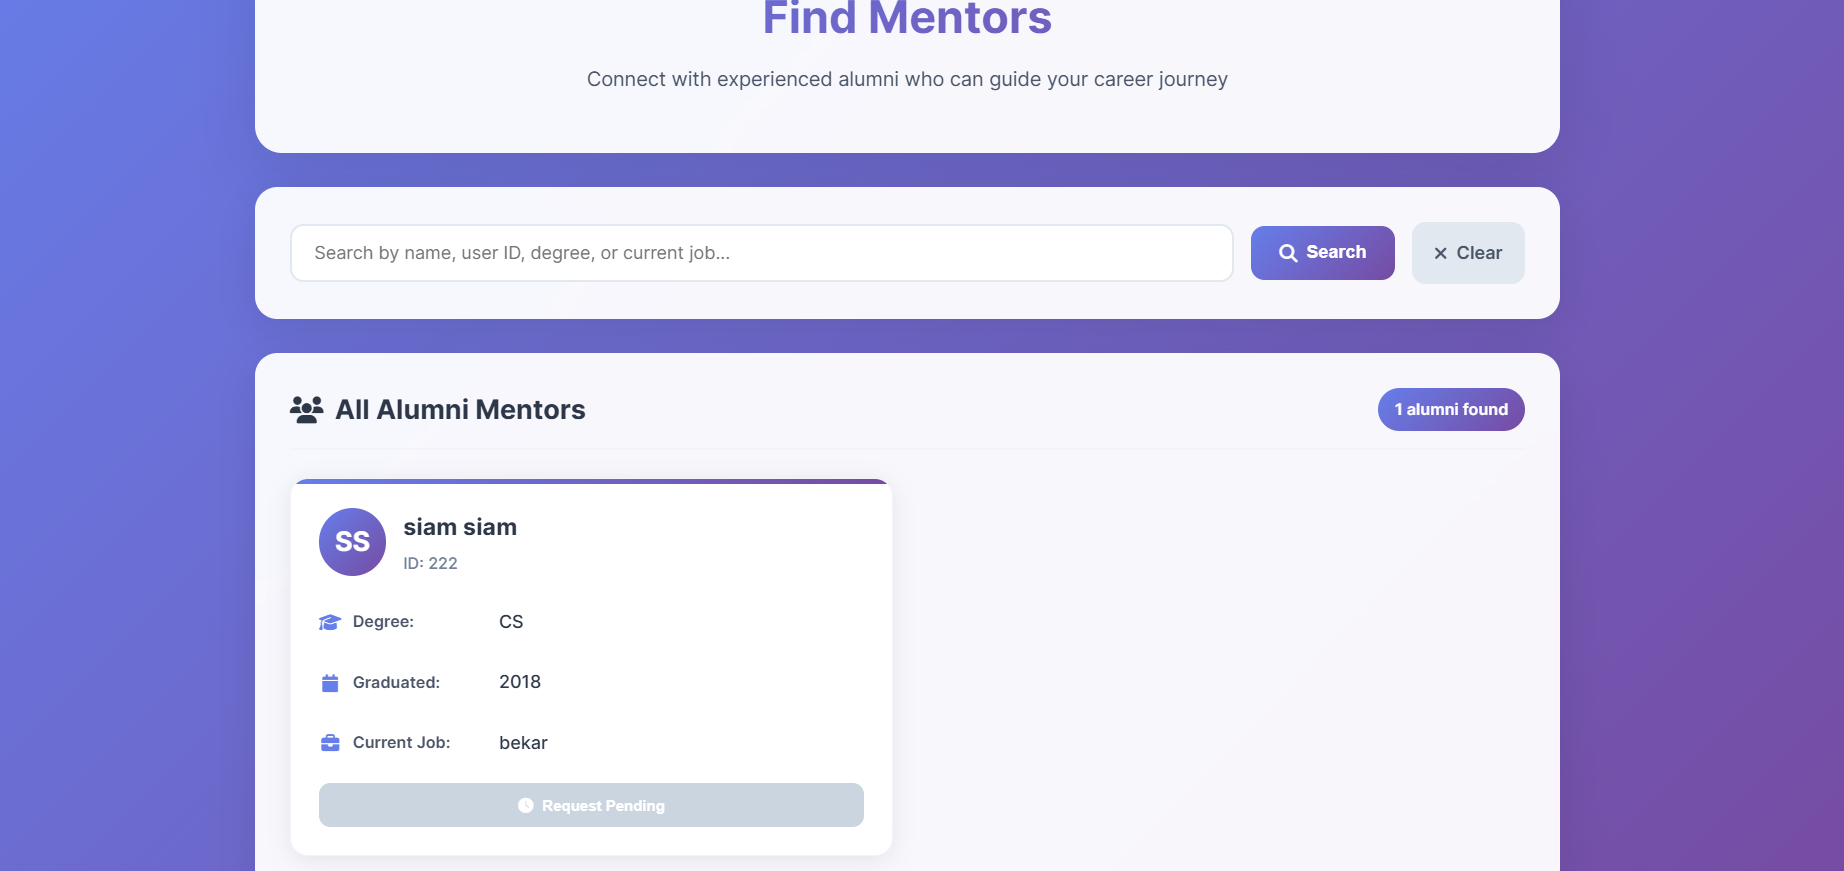 Find Mentors
Connect with experienced alumni who can guide your career journey
Search by name, user ID, degree, or current job...
Search
Clear
All Alumni Mentors
1 alumni found
SS
siam siam
ID: 222
Degree: CS
Graduated: 2018
Current Job: bekar
Request Pending